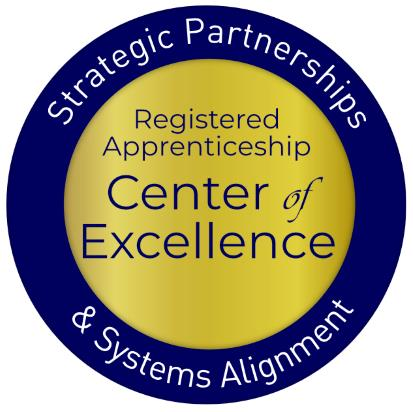 Strategic Partnerships
Registered
Apprenticeship
Center of
Excellence
& Systems Alignment